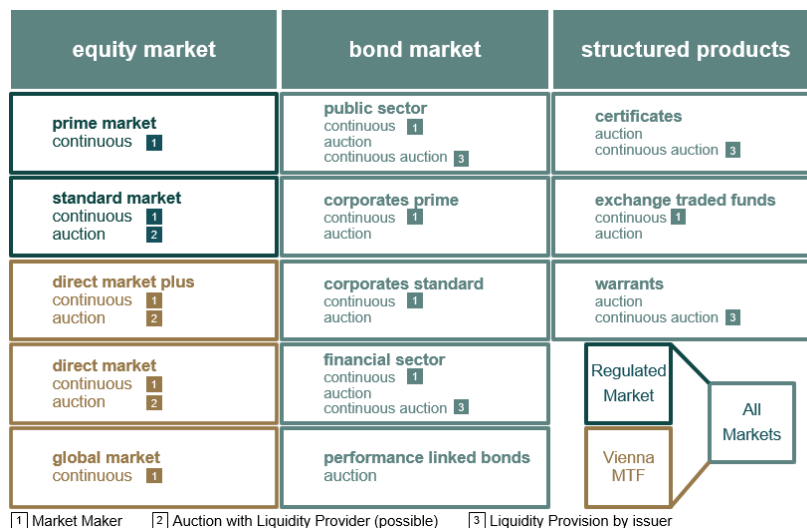 equity market
bond market
structured products
prime market
continuous 1
standard market
continuous 1
auction 2
direct market plus
continuous 1
auction 2
direct market
continuous 1
auction 2
global market
continuous 1
public sector
continuous 1
auction
continuous auction 3
corporates prime
continuous 1
auction
corporates standard
continuous 1
auction
financial sector
continuous 1
auction
continuous auction 3
performance linked bonds
auction
certificates
auction
continuous auction 3
exchange traded funds
continuous 1
auction
warrants
auction
continuous auction 3
Regulated
Market
Vienna
MTF
All
Markets
1 Market Maker
2 Auction with Liquidity Provider (possible)
3 Liquidity Provision by issuer